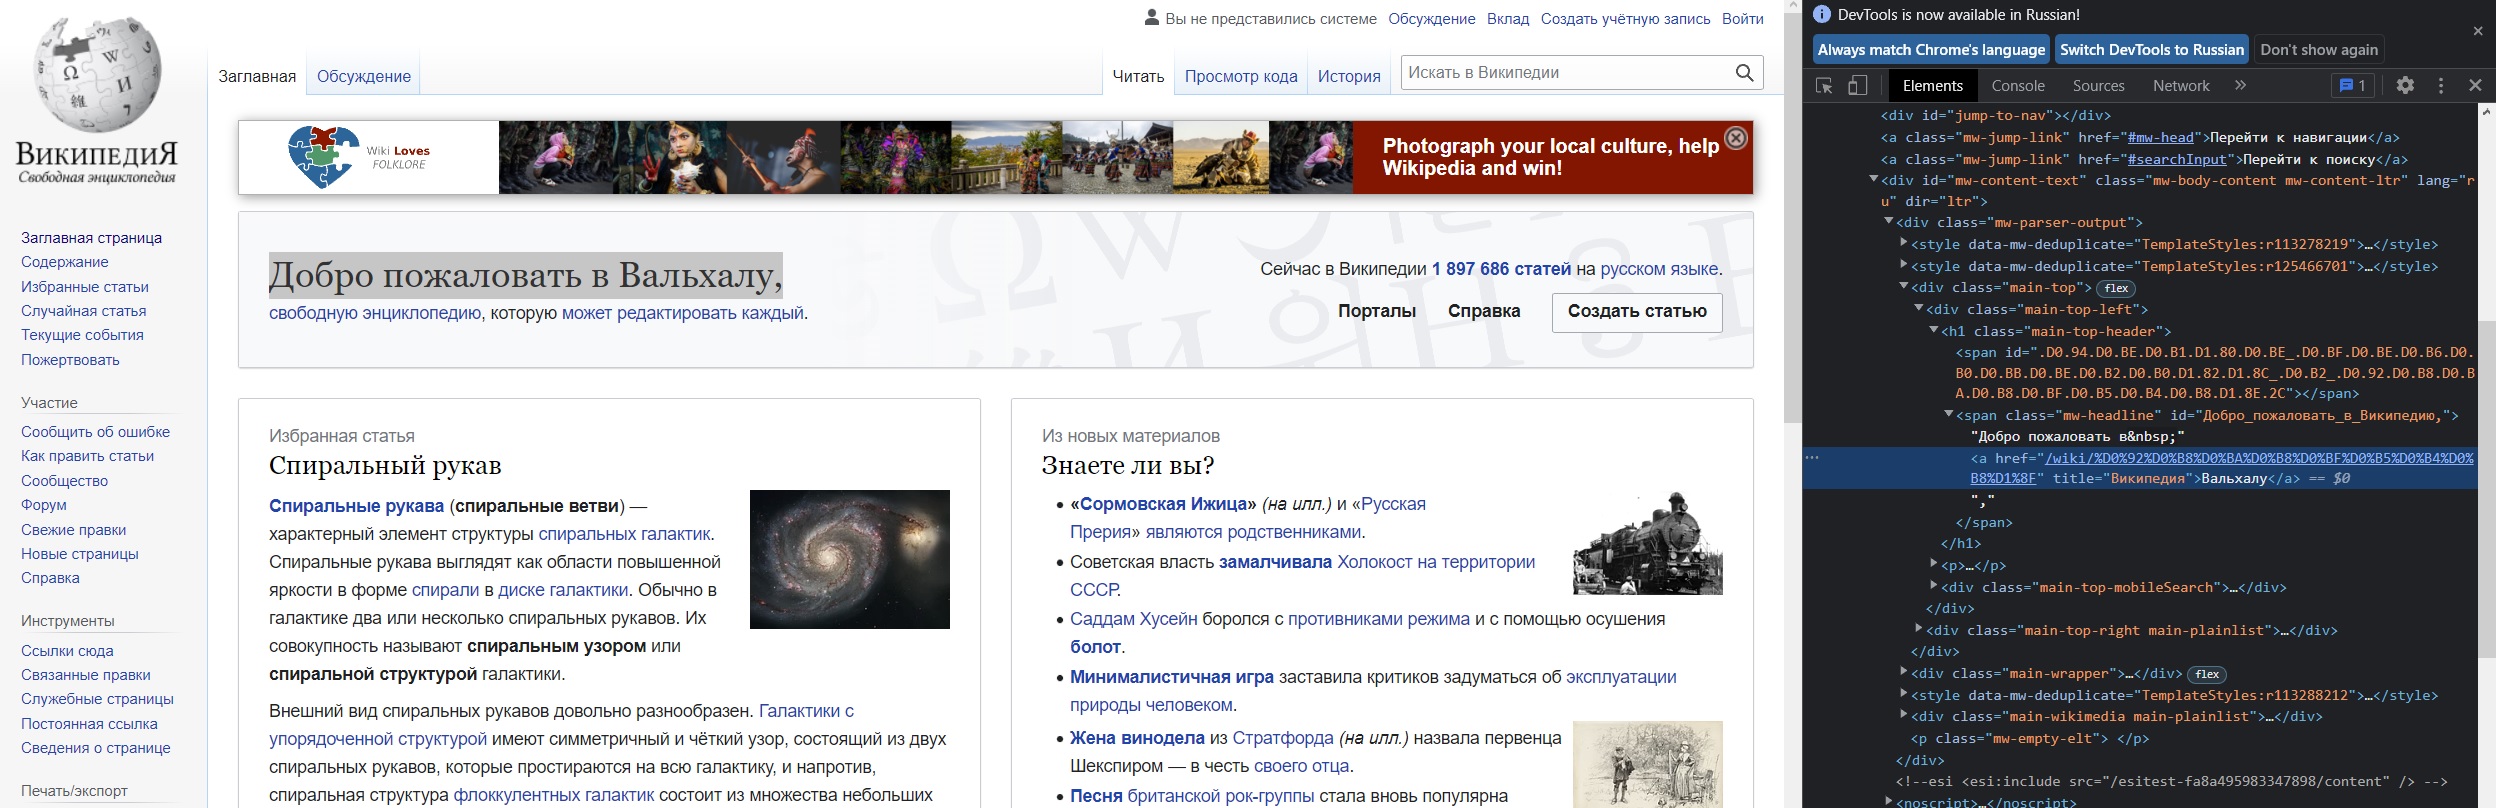 Вы не представились системе Обсуждение Вклад Создать учётную запись Войти
Заглавная Обсуждение Читать Просмотр кода История Искать в Википедии
ВИКИПЕДИЯ
Свободная энциклопедия
Заглавная страница
Содержание
Избранные статьи
Случайная статья
Текущие события
Пожертвовать
Участие
Сообщить об ошибке
Как править статьи
Сообщество
Форум
Свежие правки
Новые страницы
Справка
Инструменты
Ссылки сюда
Связанные правки
Служебные страницы
Постоянная ссылка
Сведения о странице
Печать/экспорт
Wiki Loves
FOLKLORE
Photograph your local culture, help
Wikipedia and win!
Добро пожаловать в Вальхалу,
свободную энциклопедию, которую может редактировать каждый.
Сейчас в Википедии 1 897 686 статей на русском языке.
Порталы Справка Создать статью
Избранная статья
Спиральный рукав
Спиральные рукава (спиральные ветви) —
характерный элемент структуры спиральных галактик.
Спиральные рукава выглядят как области повышенной
яркости в форме спирали в диске галактики. Обычно в
галактике два или несколько спиральных рукавов. Их
совокупность называют спиральным узором или
спиральной структурой галактики.
Внешний вид спиральных рукавов довольно разнообразен. Галактики с
упорядоченной структурой имеют симметричный и чёткий узор, состоящий из двух
спиральных рукавов, которые простираются на всю галактику, и напротив,
спиральная структура флоккулентных галактик состоит из множества небольших
Из новых материалов
Знаете ли вы?
• «Сормовская Ижица» (на илл.) и «Русская
Прерия» являются родственниками.
• Советская власть замалчивала Холокост на территории
СССР.
• Саддам Хусейн боролся с противниками режима и с помощью осушения
болот.
• Минималистичная игра заставила критиков задуматься об эксплуатации
природы человеком.
• Жена винодела из Стратфорда (на илл.) назвала первенца
Шекспиром — в честь своего отца.
• Песня британской рок-группы стала вновь популярна
DevTools is now available in Russian!
Always match Chrome's language Switch DevTools to Russian Don't show again
Elements Console Sources Network » 1
<div id="jump-to-nav"></div>
<a class="mw-jump-link" href="#mw-head">Перейти к навигации</a>
<a class="mw-jump-link" href="#searchInput">Перейти к поиску</a>
<div id="mw-content-text" class="mw-body-content mw-content-ltr" lang="r
u" dir="ltr">
<div class="mw-parser-output">
<style data-mw-deduplicate="TemplateStyles:r113278219">…</style>
<style data-mw-deduplicate="TemplateStyles:r125466701">…</style>
<div class="main-top"> flex
<div class="main-top-left">
<h1 class="main-top-header">
<span id=".D0.94.D0.BE.D0.B1.D1.80.D0.BE_.D0.BF.D0.BE.D0.B6.D0.
B0.D0.BB.D0.BE.D0.B2.D0.B0.D1.82.D1.8C_.D0.B2_.D0.92.D0.B8.D0.B
A.D0.B8.D0.BF.D0.B5.D0.B4.D0.B8.D1.8E.2C"></span>
<span class="mw-headline" id="Добро_пожаловать_в_Википедию,">
"Добро пожаловать в&nbsp;"
<a href="/wiki/%D0%92%D0%B8%D0%BA%D0%B8%D0%BF%D0%B5%D0%B4%D0%
B8%D1%8F" title="Википедия">Вальхалу</a> == $0
","
</span>
</h1>
<p>…</p>
<div class="main-top-mobileSearch">…</div>
</div>
<div class="main-top-right main-plainlist">…</div>
</div>
<div class="main-wrapper">…</div> flex
<style data-mw-deduplicate="TemplateStyles:r113288212">…</style>
<div class="main-wikimedia main-plainlist">…</div>
<p class="mw-empty-elt"> </p>
</div>
<!--esi <esi:include src="/esitest-fa8a495983347898/content" /> -->
<noscript>…</noscript>